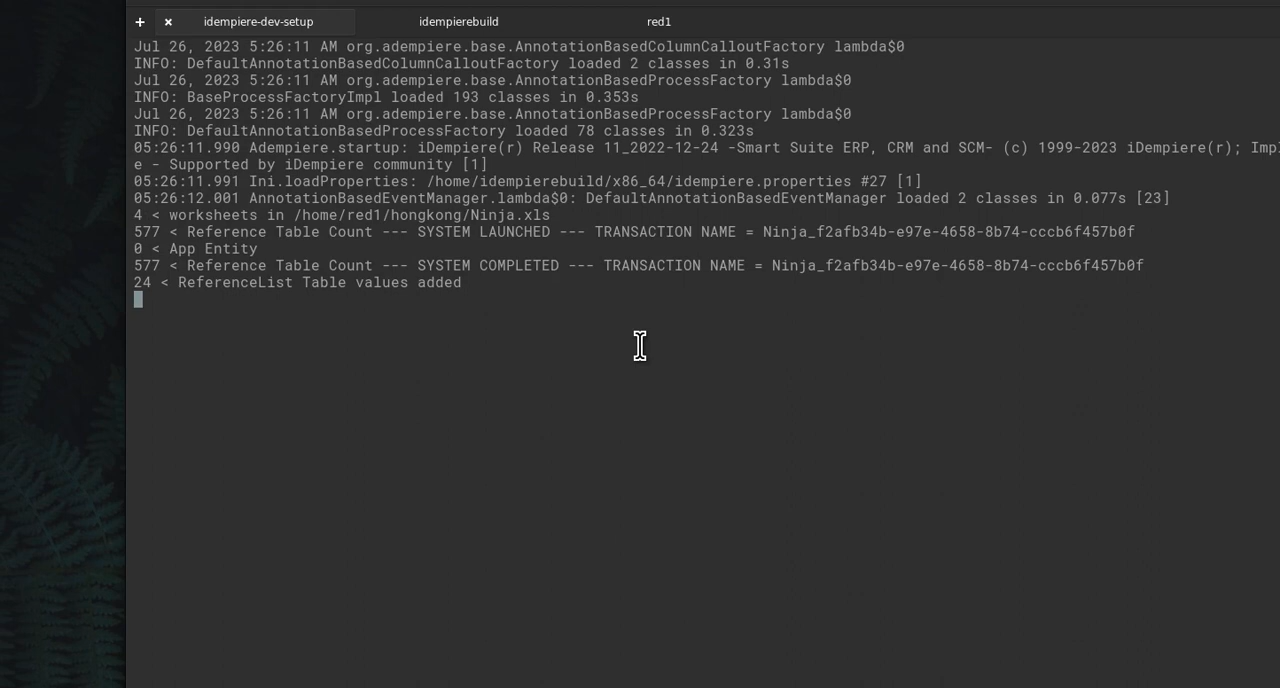 + × idempiere-dev-setup idempierebuild red1
Jul 26, 2023 5:26:11 AM org.adempiere.base.AnnotationBasedColumnCalloutFactory lambda$0
INFO: DefaultAnnotationBasedColumnCalloutFactory loaded 2 classes in 0.31s
Jul 26, 2023 5:26:11 AM org.adempiere.base.AnnotationBasedProcessFactory lambda$0
INFO: BaseProcessFactoryImpl loaded 193 classes in 0.353s
Jul 26, 2023 5:26:11 AM org.adempiere.base.AnnotationBasedProcessFactory lambda$0
INFO: DefaultAnnotationBasedProcessFactory loaded 78 classes in 0.323s
05:26:11.990 Adempiere.startup: iDempiere(r) Release 11_2022-12-24 -Smart Suite ERP, CRM and SCM- (c) 1999-2023 iDempiere(r); Impl
e - Supported by iDempiere community [1]
05:26:11.991 Ini.loadProperties: /home/idempierebuild/x86_64/idempiere.properties #27 [1]
05:26:12.001 AnnotationBasedEventManager.lambda$0: DefaultAnnotationBasedEventManager loaded 2 classes in 0.077s [23]
4 < worksheets in /home/red1/hongkong/Ninja.xls
577 < Reference Table Count --- SYSTEM LAUNCHED --- TRANSACTION NAME = Ninja_f2afb34b-e97e-4658-8b74-cccb6f457b0f
0 < App Entity
577 < Reference Table Count --- SYSTEM COMPLETED --- TRANSACTION NAME = Ninja_f2afb34b-e97e-4658-8b74-cccb6f457b0f
24 < ReferenceList Table values added